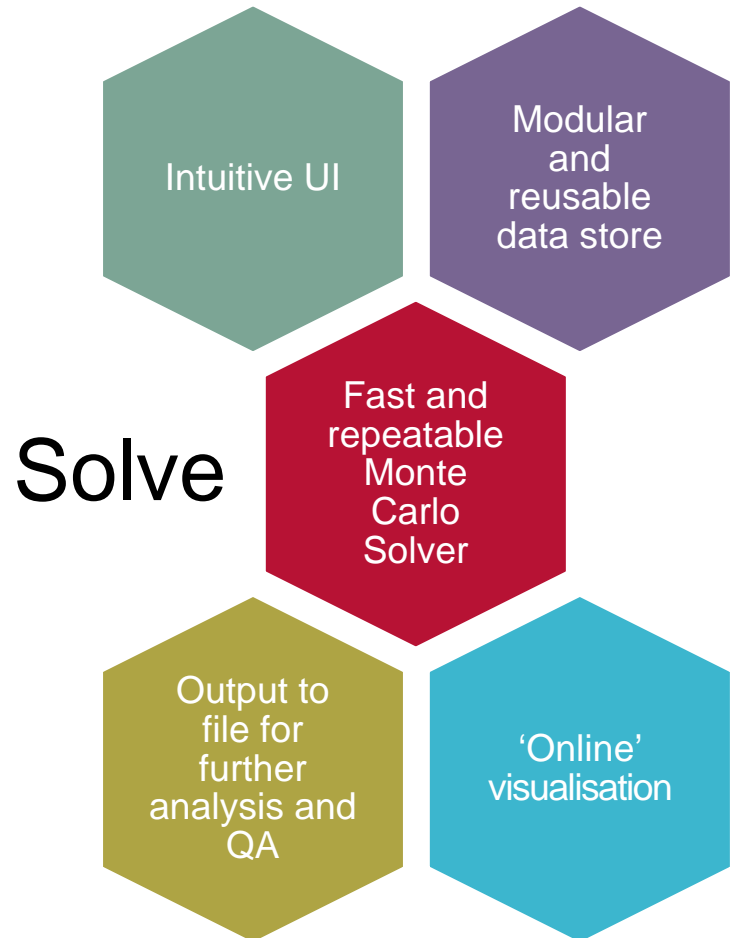 Intuitive UI
Modular
and
reusable
data store
Solve
Fast and
repeatable
Monte
Carlo
Solver
Output to
file for
further
analysis and
QA
‘Online’
visualisation